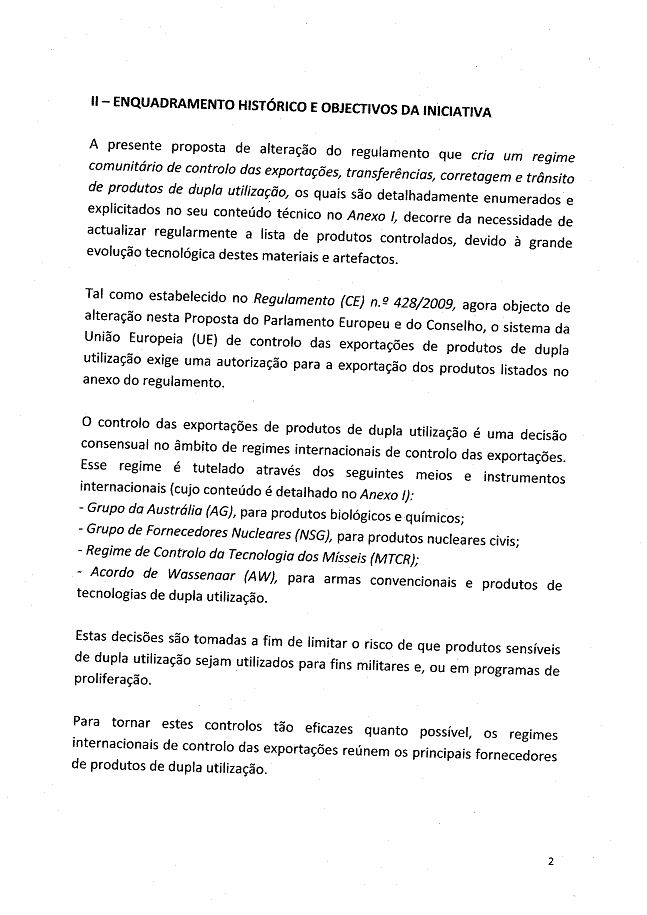 II – ENQUADRAMENTO HISTÓRICO E OBJECTIVOS DA INICIATIVA
A presente proposta de alteração do regulamento que cria um regime
comunitário de controlo das exportações, transferências, corretagem e trânsito
de produtos de dupla utilização, os quais são detalhadamente enumerados e
explicitados no seu conteúdo técnico no Anexo I, decorre da necessidade de
actualizar regularmente a lista de produtos controlados, devido à grande
evolução tecnológica destes materiais e artefactos.
Tal como estabelecido no Regulamento (CE) n.º 428/2009, agora objecto de
alteração nesta Proposta do Parlamento Europeu e do Conselho, o sistema da
União Europeia (UE) de controlo das exportações de produtos de dupla
utilização exige uma autorização para a exportação dos produtos listados no
anexo do regulamento.
O controlo das exportações de produtos de dupla utilização é uma decisão
consensual no âmbito de regimes internacionais de controlo das exportações.
Esse regime é tutelado através dos seguintes meios e instrumentos
internacionais (cujo conteúdo é detalhado no Anexo I):
- Grupo da Austrália (AG), para produtos biológicos e químicos;
- Grupo de Fornecedores Nucleares (NSG), para produtos nucleares civis;
- Regime de Controlo da Tecnologia dos Mísseis (MTCR);
- Acordo de Wassenaar (AW), para armas convencionais e produtos de
tecnologias de dupla utilização.
Estas decisões são tomadas a fim de limitar o risco de que produtos sensíveis
de dupla utilização sejam utilizados para fins militares e, ou em programas de
proliferação.
Para tornar estes controlos tão eficazes quanto possível, os regimes
internacionais de controlo das exportações reúnem os principais fornecedores
de produtos de dupla utilização.
2